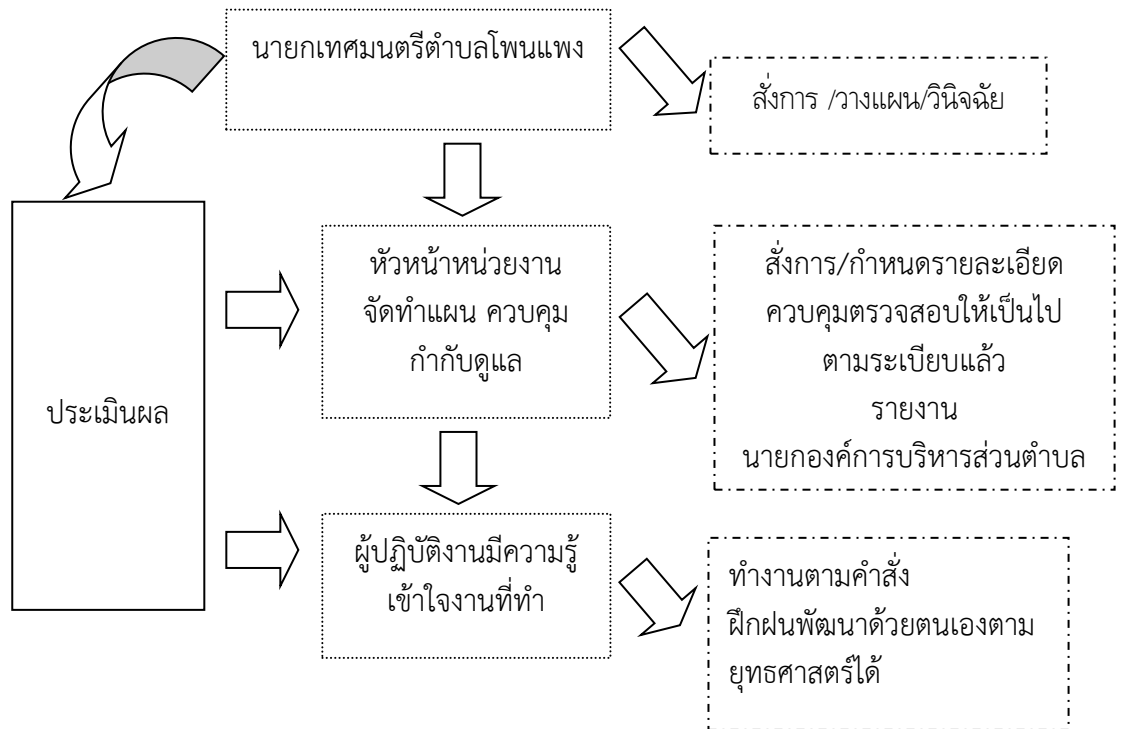 นายกเทศมนตรีตำบลโพนแพง
สั่งการ /วางแผน/วินิจฉัย
หัวหน้าหน่วยงาน
จัดทำแผน ควบคุม
กำกับดูแล
สั่งการ/กำหนดรายละเอียด
ควบคุมตรวจสอบให้เป็นไป
ตามระเบียบแล้ว
รายงาน
นายกองค์การบริหารส่วนตำบล
ประเมินผล
ผู้ปฏิบัติงานมีความรู้
เข้าใจงานที่ทำ
ทำงานตามคำสั่ง
ฝึกฝนพัฒนาด้วยตนเองตาม
ยุทธศาสตร์ได้